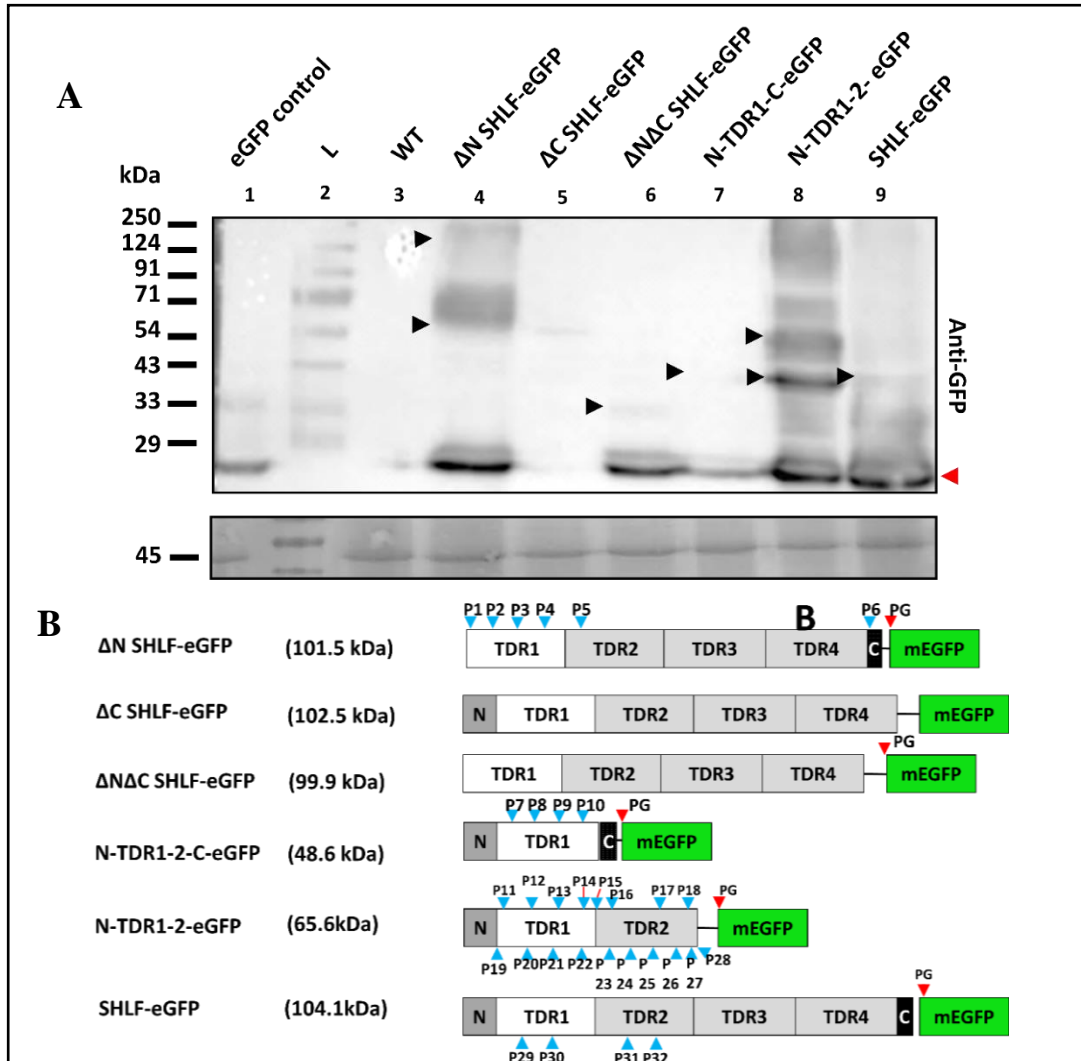 A
eGFP control
L
WT
ΔN SHLF-eGFP
ΔC SHLF-eGFP
ΔNΔC SHLF-eGFP
N-TDR1-C-eGFP
N-TDR1-2- eGFP
SHLF-eGFP
kDa
1 2 3 4 5 6 7 8 9
250
124
91
71
54
43
33
29
Anti-GFP
45
B
B
P1 P2 P3 P4 P5 P6 PG
ΔN SHLF-eGFP (101.5 kDa) TDR1 TDR2 TDR3 TDR4 C mEGFP
ΔC SHLF-eGFP (102.5 kDa) N TDR1 TDR2 TDR3 TDR4 mEGFP
PG
ΔNΔC SHLF-eGFP (99.9 kDa) TDR1 TDR2 TDR3 TDR4 mEGFP
P7 P8 P9 P10 PG
N-TDR1-2-C-eGFP (48.6 kDa) N TDR1 C mEGFP
P11 P12 P13 P14 P15 P16 P17 P18 PG
N-TDR1-2-eGFP (65.6kDa) N TDR1 TDR2 mEGFP
P19 P20 P21 P22 P P P P P P28
23 24 25 26 27
PG
SHLF-eGFP (104.1kDa) N TDR1 TDR2 TDR3 TDR4 C mEGFP
P29 P30 P31 P32